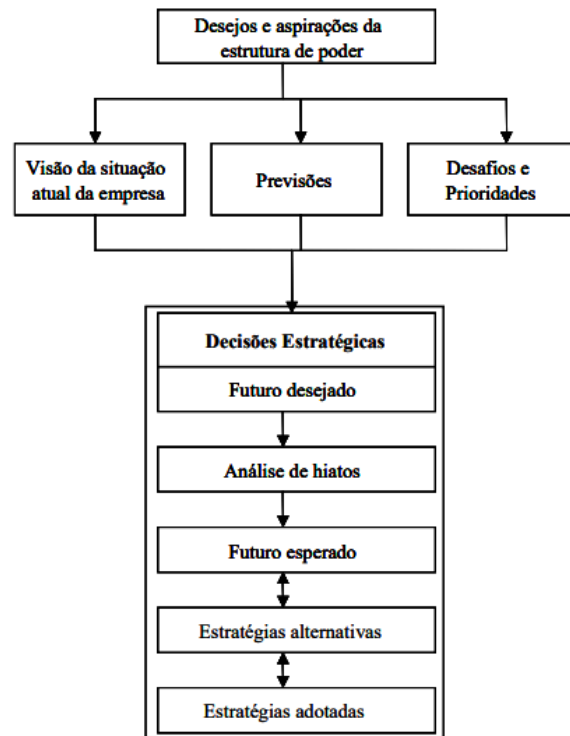 Desejos e aspirações da
estrutura de poder
Visão da situação
atual da empresa
Previsões
Desafios e
Prioridades
Decisões Estratégicas
Futuro desejado
Análise de hiatos
Futuro esperado
Estratégias alternativas
Estratégias adotadas